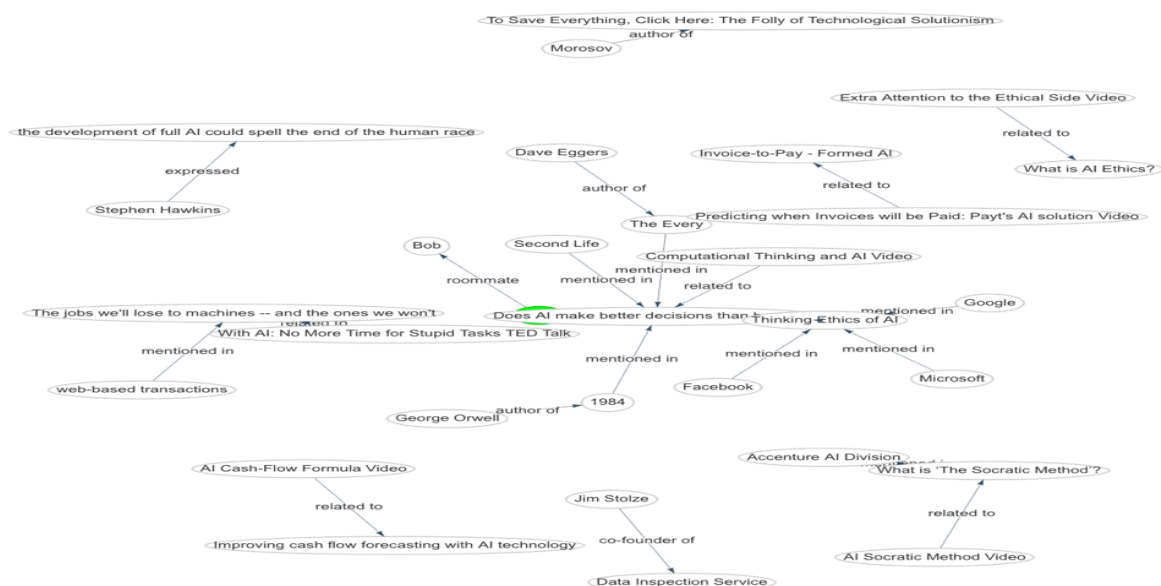 To Save Everything, Click Here: The Folly of Technological Solutionism
author of
Morosov
Extra Attention to the Ethical Side Video
the development of full AI could spell the end of the human race
related to
Dave Eggers
Invoice-to-Pay - Formed AI
What is AI Ethics?
expressed
author of
related to
Stephen Hawkins
Predicting when Invoices will be Paid: Payt's AI solution Video
The Every
Bob
Second Life
Computational Thinking and AI Video
mentioned in
roommate
mentioned in
related to
Google
The jobs we'll lose to machines -- and the ones we won't
mentioned in
Does AI make better decisions than
Thinking Ethics of AI
related to
With AI: No More Time for Stupid Tasks TED Talk
mentioned in
mentioned in
mentioned in
mentioned in
web-based transactions
Facebook
Microsoft
1984
author of
George Orwell
Accenture AI Division
AI Cash-Flow Formula Video
What is 'The Socratic Method'?
related to
Jim Stolze
related to
co-founder of
Improving cash flow forecasting with AI technology
AI Socratic Method Video
Data Inspection Service